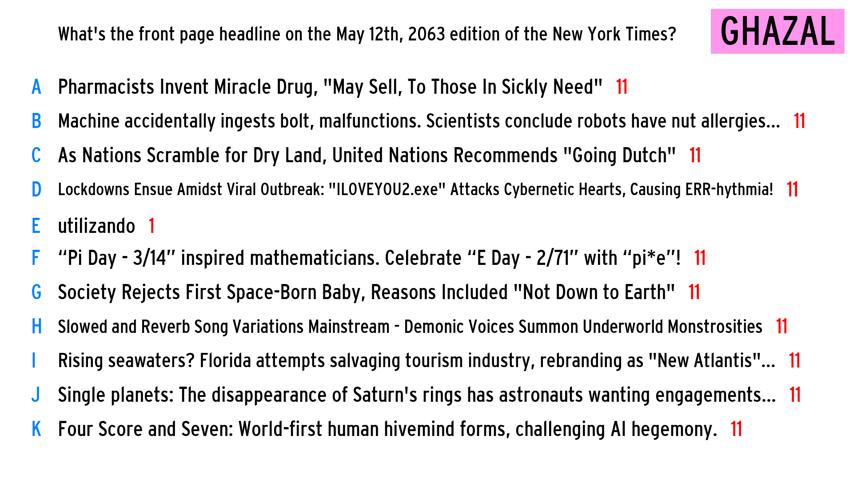 What's the front page headline on the May 12th, 2063 edition of the New York Times?
GHAZAL
A Pharmacists Invent Miracle Drug, "May Sell, To Those In Sickly Need" 11
B Machine accidentally ingests bolt, malfunctions. Scientists conclude robots have nut allergies... 11
C As Nations Scramble for Dry Land, United Nations Recommends "Going Dutch" 11
D Lockdowns Ensue Amidst Viral Outbreak: "ILOVEYOU2.exe" Attacks Cybernetic Hearts, Causing ERR-hythmia! 11
E utilizando 1
F “Pi Day - 3/14” inspired mathematicians. Celebrate “E Day - 2/71” with “pi*e”! 11
G Society Rejects First Space-Born Baby, Reasons Included "Not Down to Earth" 11
H Slowed and Reverb Song Variations Mainstream - Demonic Voices Summon Underworld Monstrosities 11
I Rising seawaters? Florida attempts salvaging tourism industry, rebranding as "New Atlantis"... 11
J Single planets: The disappearance of Saturn's rings has astronauts wanting engagements... 11
K Four Score and Seven: World-first human hivemind forms, challenging AI hegemony. 11